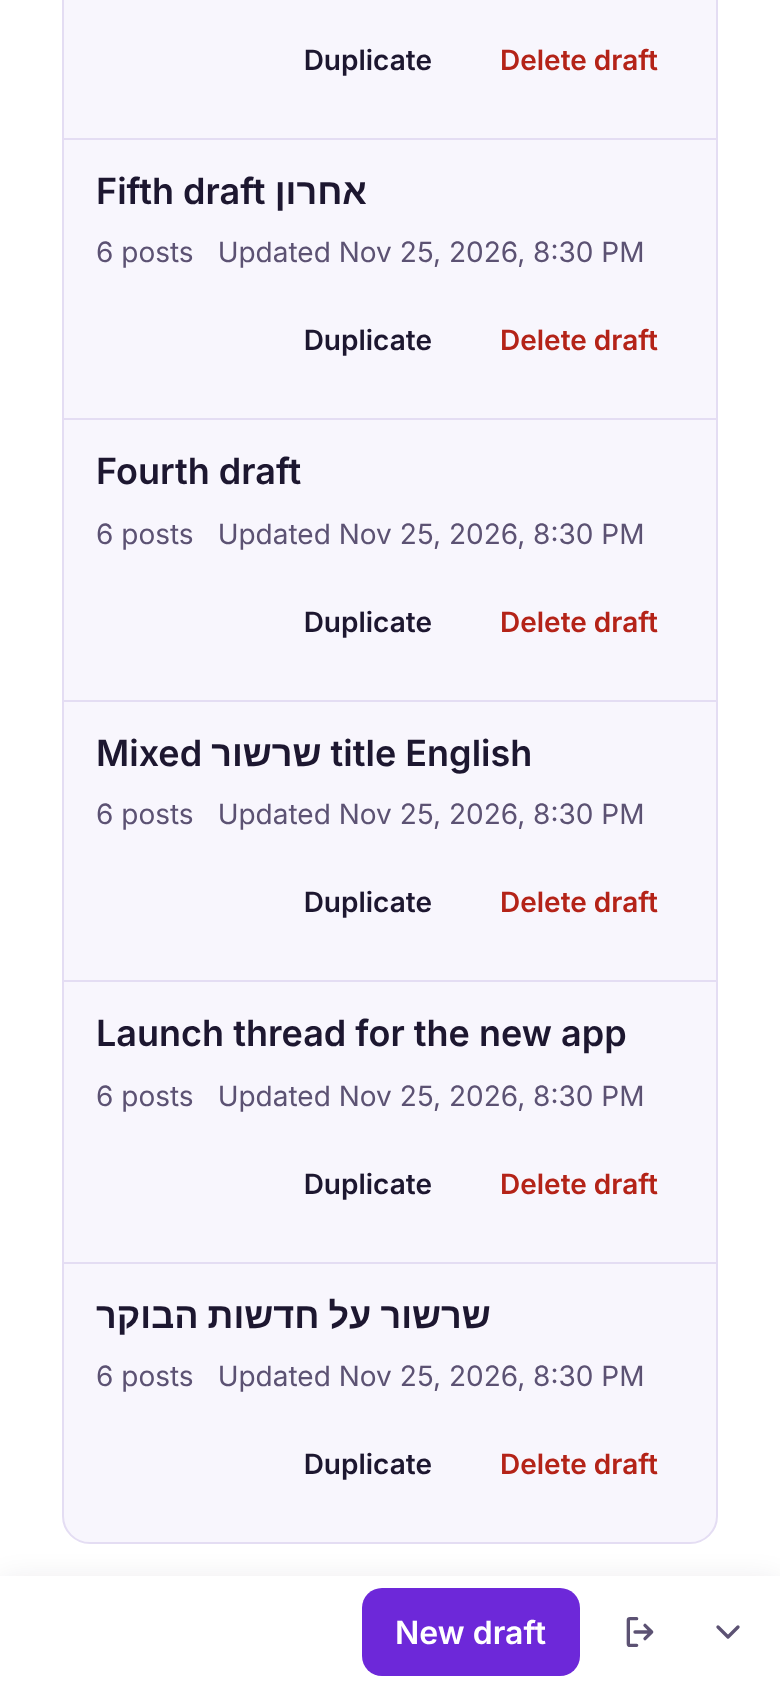 Duplicate Delete draft
Fifth draft אחרון
6 posts Updated Nov 25, 2026, 8:30 PM
Duplicate Delete draft
Fourth draft
6 posts Updated Nov 25, 2026, 8:30 PM
Duplicate Delete draft
Mixed שרשור title English
6 posts Updated Nov 25, 2026, 8:30 PM
Duplicate Delete draft
Launch thread for the new app
6 posts Updated Nov 25, 2026, 8:30 PM
Duplicate Delete draft
שרשור על חדשות הבוקר
6 posts Updated Nov 25, 2026, 8:30 PM
Duplicate Delete draft
New draft